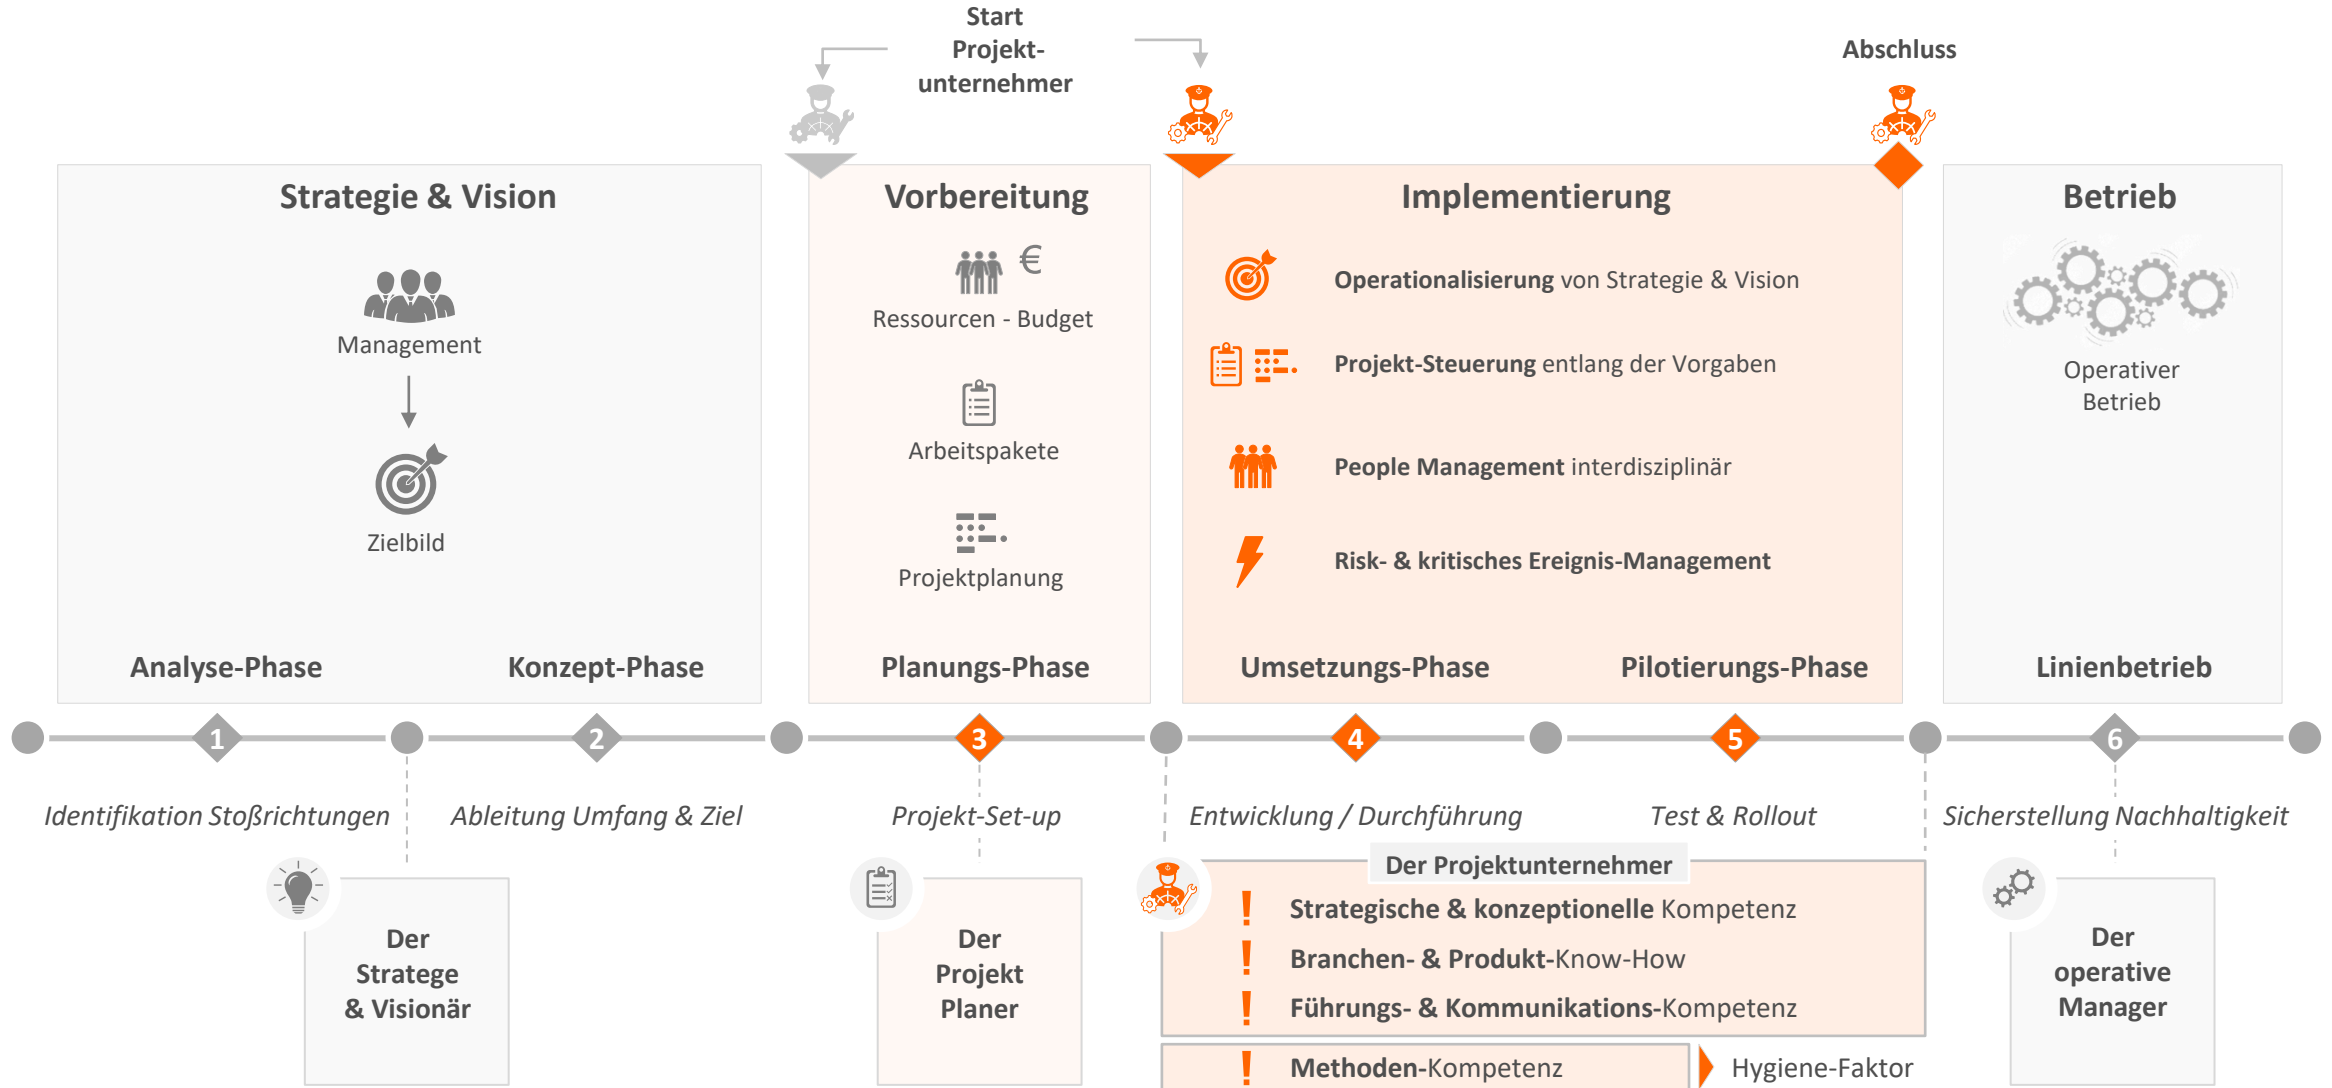 Start
Projekt-
unternehmer
Abschluss
Strategie & Vision
Management
Zielbild
Analyse-Phase
Konzept-Phase
Vorbereitung
€
Ressourcen - Budget
Arbeitspakete
Projektplanung
Planungs-Phase
Implementierung
Operationalisierung von Strategie & Vision
Projekt-Steuerung entlang der Vorgaben
People Management interdisziplinär
Risk- & kritisches Ereignis-Management
Umsetzungs-Phase
Pilotierungs-Phase
Betrieb
Operativer
Betrieb
Linienbetrieb
1
2
3
4
5
6
Identifikation Stoßrichtungen
Ableitung Umfang & Ziel
Projekt-Set-up
Entwicklung / Durchführung
Test & Rollout
Sicherstellung Nachhaltigkeit
Der
Stratege
& Visionär
Der
Projekt
Planer
Der Projektunternehmer
! Strategische & konzeptionelle Kompetenz
! Branchen- & Produkt-Know-How
! Führungs- & Kommunikations-Kompetenz
! Methoden-Kompetenz
Hygiene-Faktor
Der
operative
Manager